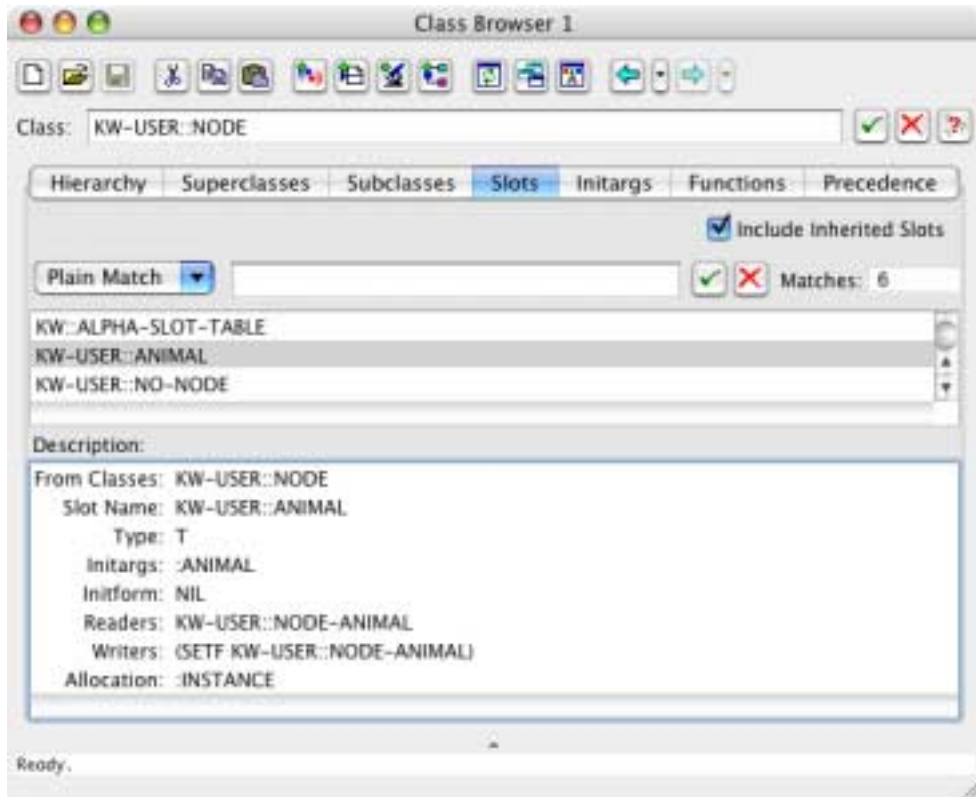 Class Browser 1
Class: KW-USER::NODE
Hierarchy Superclasses Subclasses Slots Initargs Functions Precedence
Include Inherited Slots
Plain Match Matches: 6
KW::ALPHA-SLOT-TABLE
KW-USER::ANIMAL
KW-USER::NO-NODE
Description:
From Classes: KW-USER::NODE
Slot Name: KW-USER::ANIMAL
Type: T
Initargs: :ANIMAL
Initform: NIL
Readers: KW-USER::NODE-ANIMAL
Writers: (SETF KW-USER::NODE-ANIMAL)
Allocation: :INSTANCE
Ready.